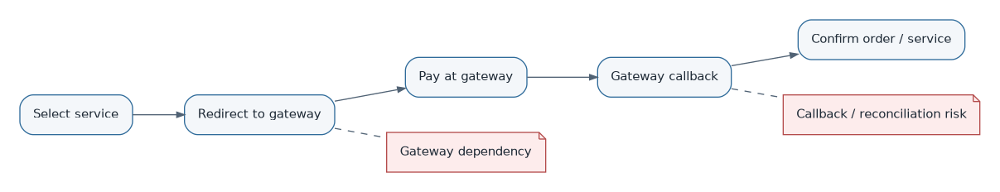 Select service
Redirect to gateway
Pay at gateway
Gateway dependency
Gateway callback
Confirm order / service
Callback / reconciliation risk